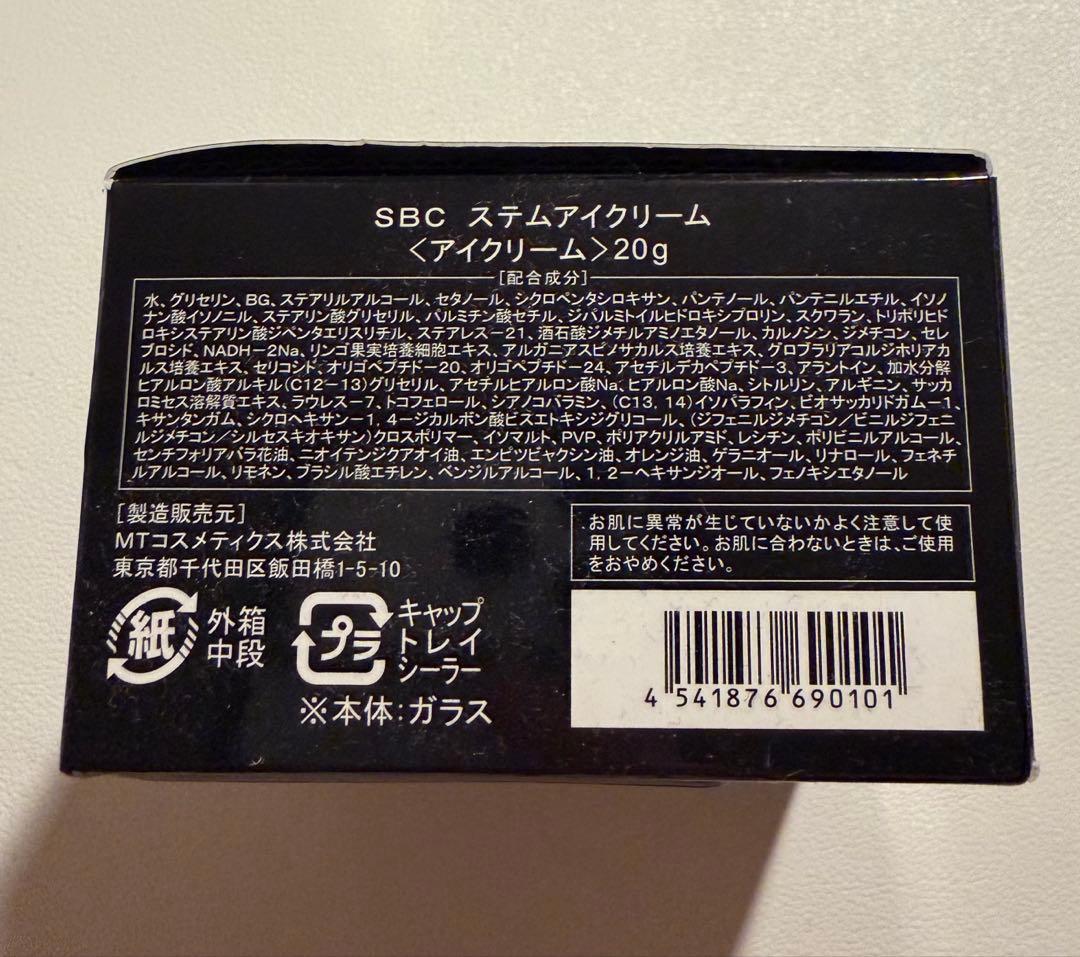 SBC ステムアイクリーム
〈アイクリーム〉20g
[配合成分]
水、グリセリン、BG、ステアリルアルコール、セタノール、シクロペンタシロキサン、パンテノール、パンテニルエチル、イソノ
ナン酸イソノニル、ステアリン酸グリセリル、パルミチン酸セチル、ジパルミトイルヒドロキシプロリン、スクワラン、トリポリヒド
ロキシステアリン酸ジペンタエリスリチル、ステアレス-21、酒石酸ジメチルアミノエタノール、カルノシン、ジメチコン、セレ
ブロシド、NADH-2Na、リンゴ果実培養細胞エキス、アルガニアスピノサカルス培養エキス、グロブラリアコルジホリアカ
ルス培養エキス、セリコシド、オリゴペプチド-20、オリゴペプチド-24、アセチルデカペプチド-3、アラントイン、加水分解
ヒアルロン酸アルキル(C12-13)グリセリル、アセチルヒアルロン酸Na、ヒアルロン酸Na、シトルリン、アルギニン、サッカ
ロミセス溶解質エキス、ラウレス-7、トコフェロール、シアノコバラミン、(C13, 14)イソパラフィン、ビオサッカリドガム-1、
キサンタンガム、シクロヘキサン-1, 4-ジカルボン酸ビスエトキシジグリコール、(ジフェニルジメチコン/ビニルジフェニ
ルジメチコン/シルセスキオキサン)クロスポリマー、イソマルト、PVP、ポリアクリルアミド、レシチン、ポリビニルアルコール、
センチフォリアバラ花油、ニオイテンジクアオイ油、エンピツビャクシン油、オレンジ油、ゲラニオール、リナロール、フェネチ
ルアルコール、リモネン、ブラシル酸エチレン、ベンジルアルコール、1, 2-ヘキサンジオール、フェノキシエタノール
[製造販売元]
MTコスメティクス株式会社
東京都千代田区飯田橋1-5-10
お肌に異常が生じていないかよく注意して使
用してください。お肌に合わないときは、ご使用
をおやめください。
紙
外箱
中段
プラ
キャップ
トレイ
シーラー
※本体:ガラス
4 541876 690101